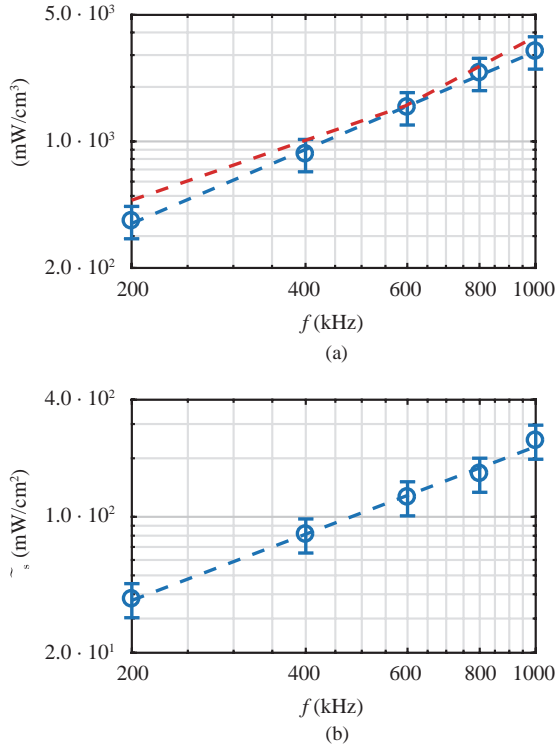 5.0 · 10³
1.0 · 10³
2.0 · 10²
(mW/cm³)
200 400 600 800 1000
f (kHz)
(a)
4.0 · 10²
1.0 · 10²
2.0 · 10¹
~ₛ (mW/cm²)
200 400 600 800 1000
f (kHz)
(b)